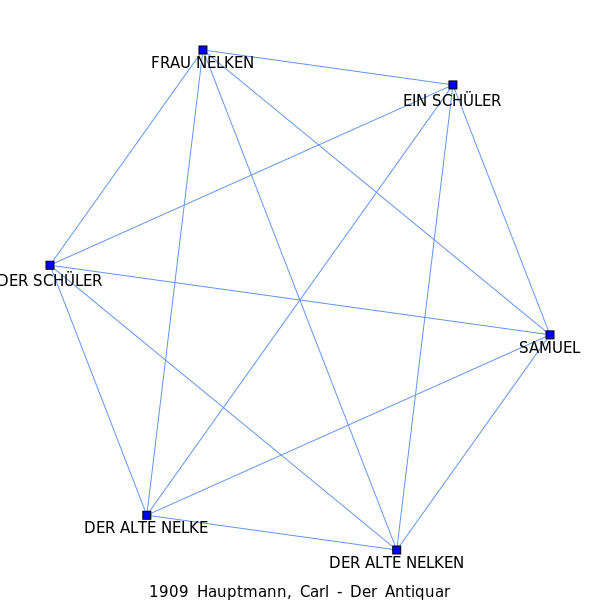 FRAU NELKEN
EIN SCHÜLER
DER SCHÜLER
SAMUEL
DER ALTE NELKE
DER ALTE NELKEN
1909 Hauptmann, Carl - Der Antiquar